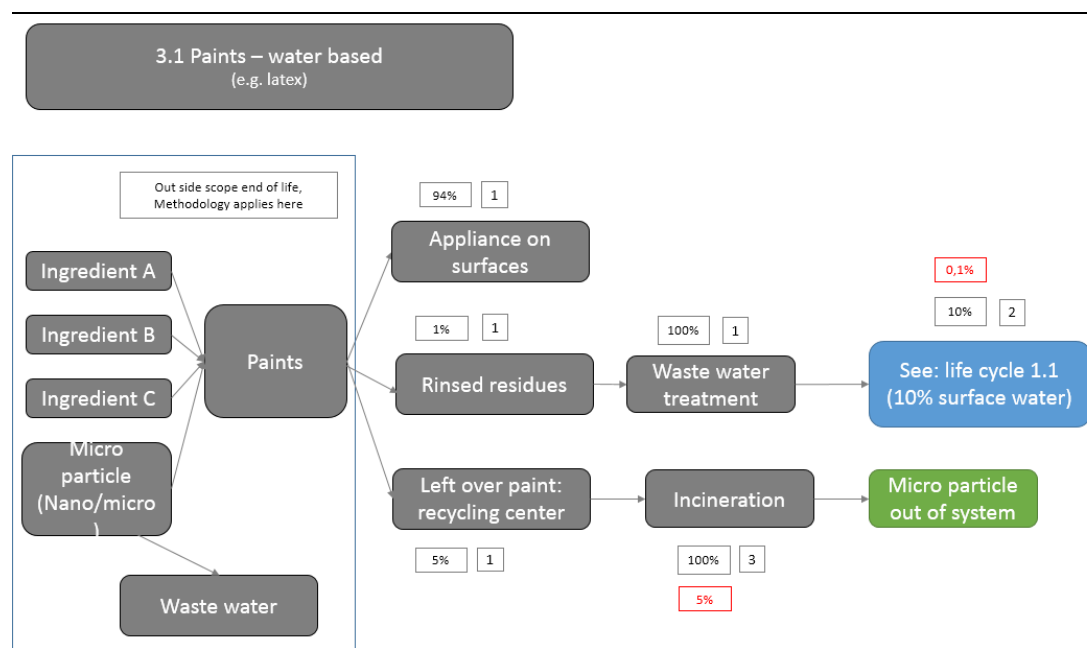 3.1 Paints – water based
(e.g. latex)
Out side scope end of life,
Methodology applies here
Ingredient A
Ingredient B
Ingredient C
Micro
particle
(Nano/micro
)
Paints
Waste water
94%
1
Appliance on
surfaces
1%
1
Rinsed residues
100%
1
Waste water
treatment
0,1%
10%
2
See: life cycle 1.1
(10% surface water)
Left over paint:
recycling center
5%
1
Incineration
100%
3
5%
Micro particle
out of system